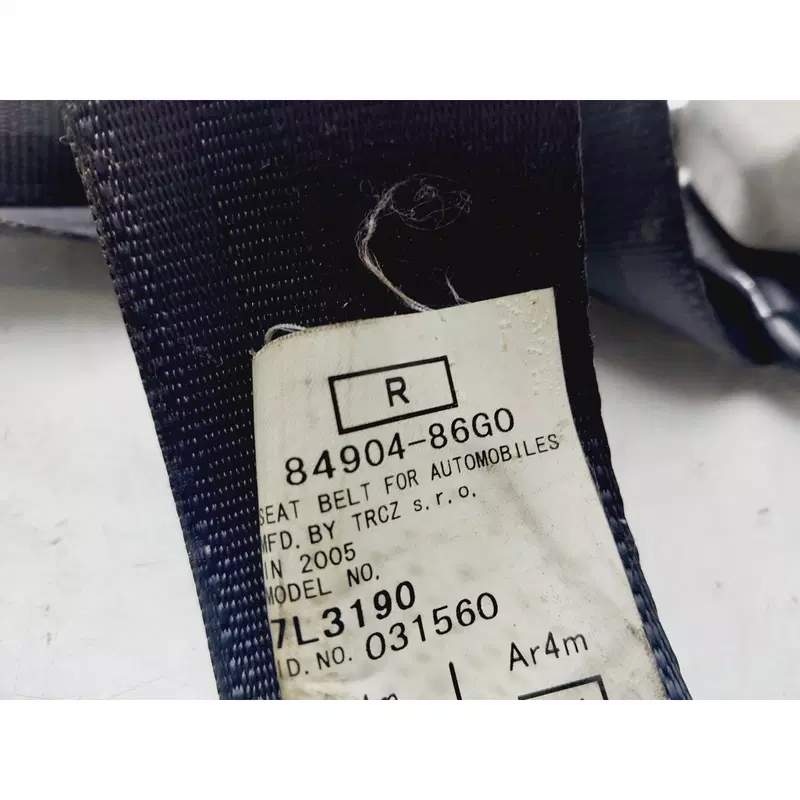 R
84904-86G0
SEAT BELT FOR AUTOMOBILES
MFD. BY TRCZ s.r.o.
IN 2005
MODEL NO.
7L3190
ID. NO. 031560
Ar4m